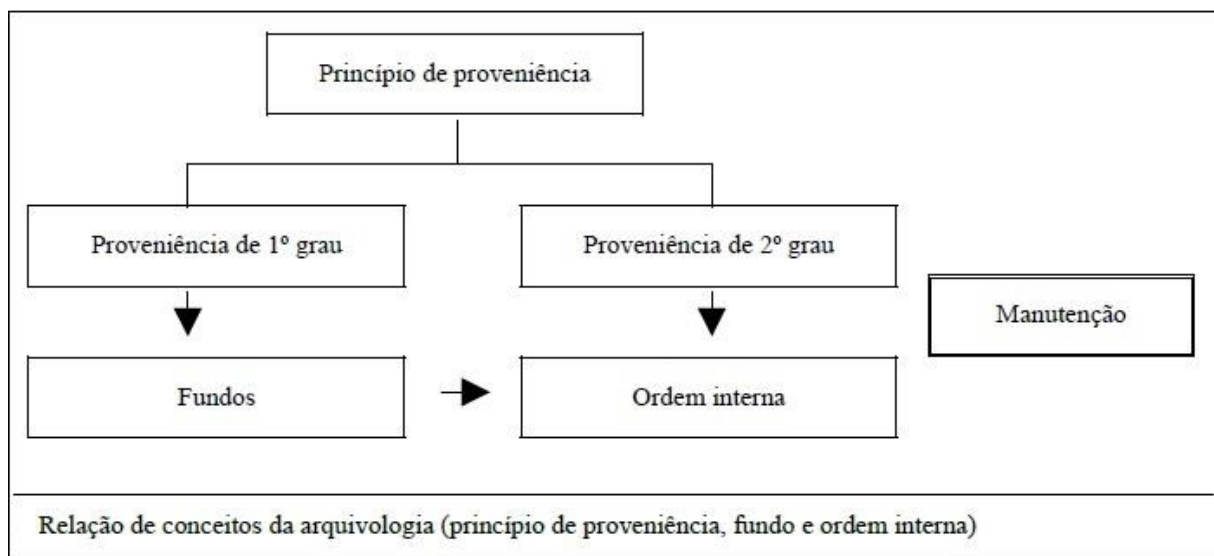 Princípio de proveniência
Proveniência de 1º grau
Proveniência de 2º grau
Manutenção
Fundos
Ordem interna
Relação de conceitos da arquivologia (princípio de proveniência, fundo e ordem interna)